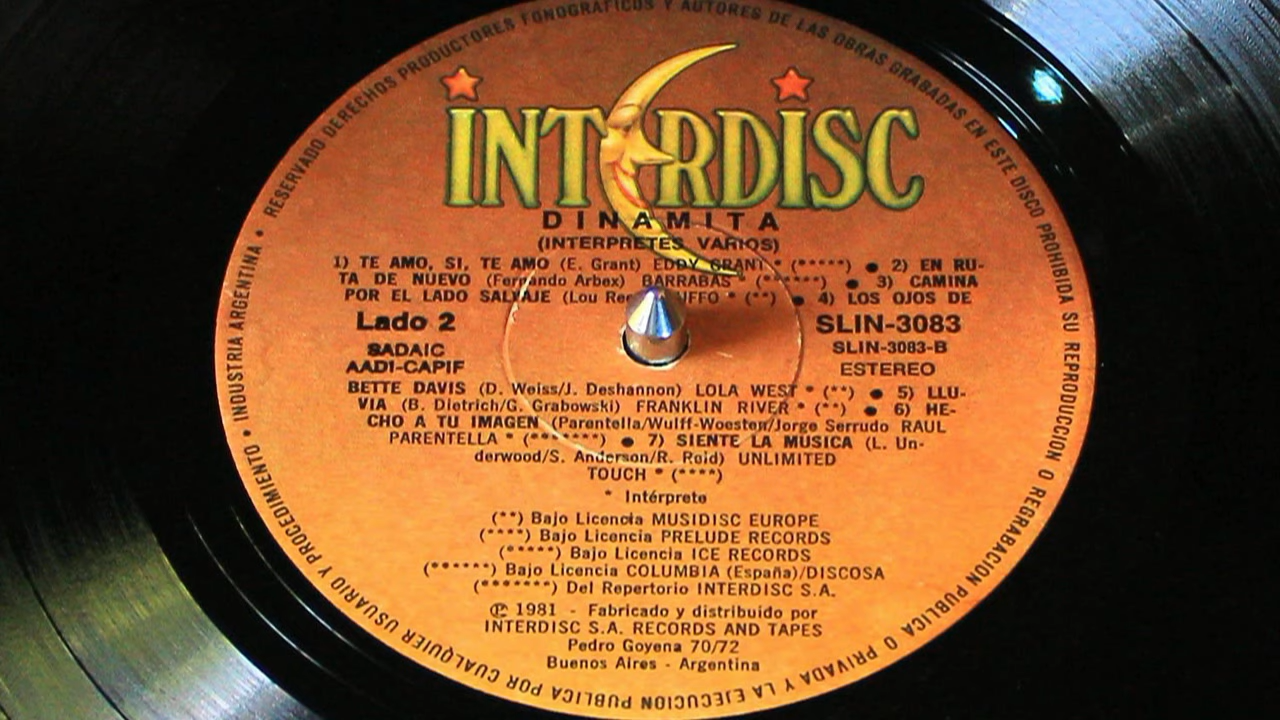 INTERDISC
DINAMITA
(INTERPRETES VARIOS)
1) TE AMO, SI, TE AMO (E. Grant) EDDY GRANT * (*****) ● 2) EN RU-
TA DE NUEVO (Fernando Arbex) BARRABAS * (******) ● 3) CAMINA
POR EL LADO SALVAJE (Lou * (**) ● 4) LOS OJOS DE
Lado 2
SADAIC
AADI-CAPIF
SLIN-3083
SLIN-3083-B
ESTEREO
BETTE DAVIS (D. Weiss/J. Deshannon) LOLA WEST * (**) ● 5) LLU-
VIA (B. Dietrich/G. Grabowski) FRANKLIN RIVER * (**) ● 6) HE-
CHO A TU IMAGEN (Parentella/Wulff-Woesten/Jorge Serrudo RAUL
PARENTELLA * (*******) ● 7) SIENTE LA MUSICA (L. Un-
derwood/S. Anderson/R. Reid) UNLIMITED
TOUCH * (****)
* Intérprete
(**) Bajo Licencia MUSIDISC EUROPE
(****) Bajo Licencia PRELUDE RECORDS
(*****) Bajo Licencia ICE RECORDS
(******) Bajo Licencia COLUMBIA (España)/DISCOSA
(*******) Del Repertorio INTERDISC S.A.
℗ 1981 - Fabricado y distribuido por
INTERDISC S.A. RECORDS AND TAPES
Pedro Goyena 70/72
Buenos Aires - Argentina
• INDUSTRIA ARGENTINA • RESERVADO DERECHOS PRODUCTORES FONOGRAFICOS Y AUTORES DE LAS OBRAS GRABADAS EN ESTE DISCO PROHIBIDA SU REPRODUCCION O REGRABACION PUBLICA O PRIVADA Y LA EJECUCION PUBLICA POR CUALQUIER USUARIO Y PROCEDIMIENTO